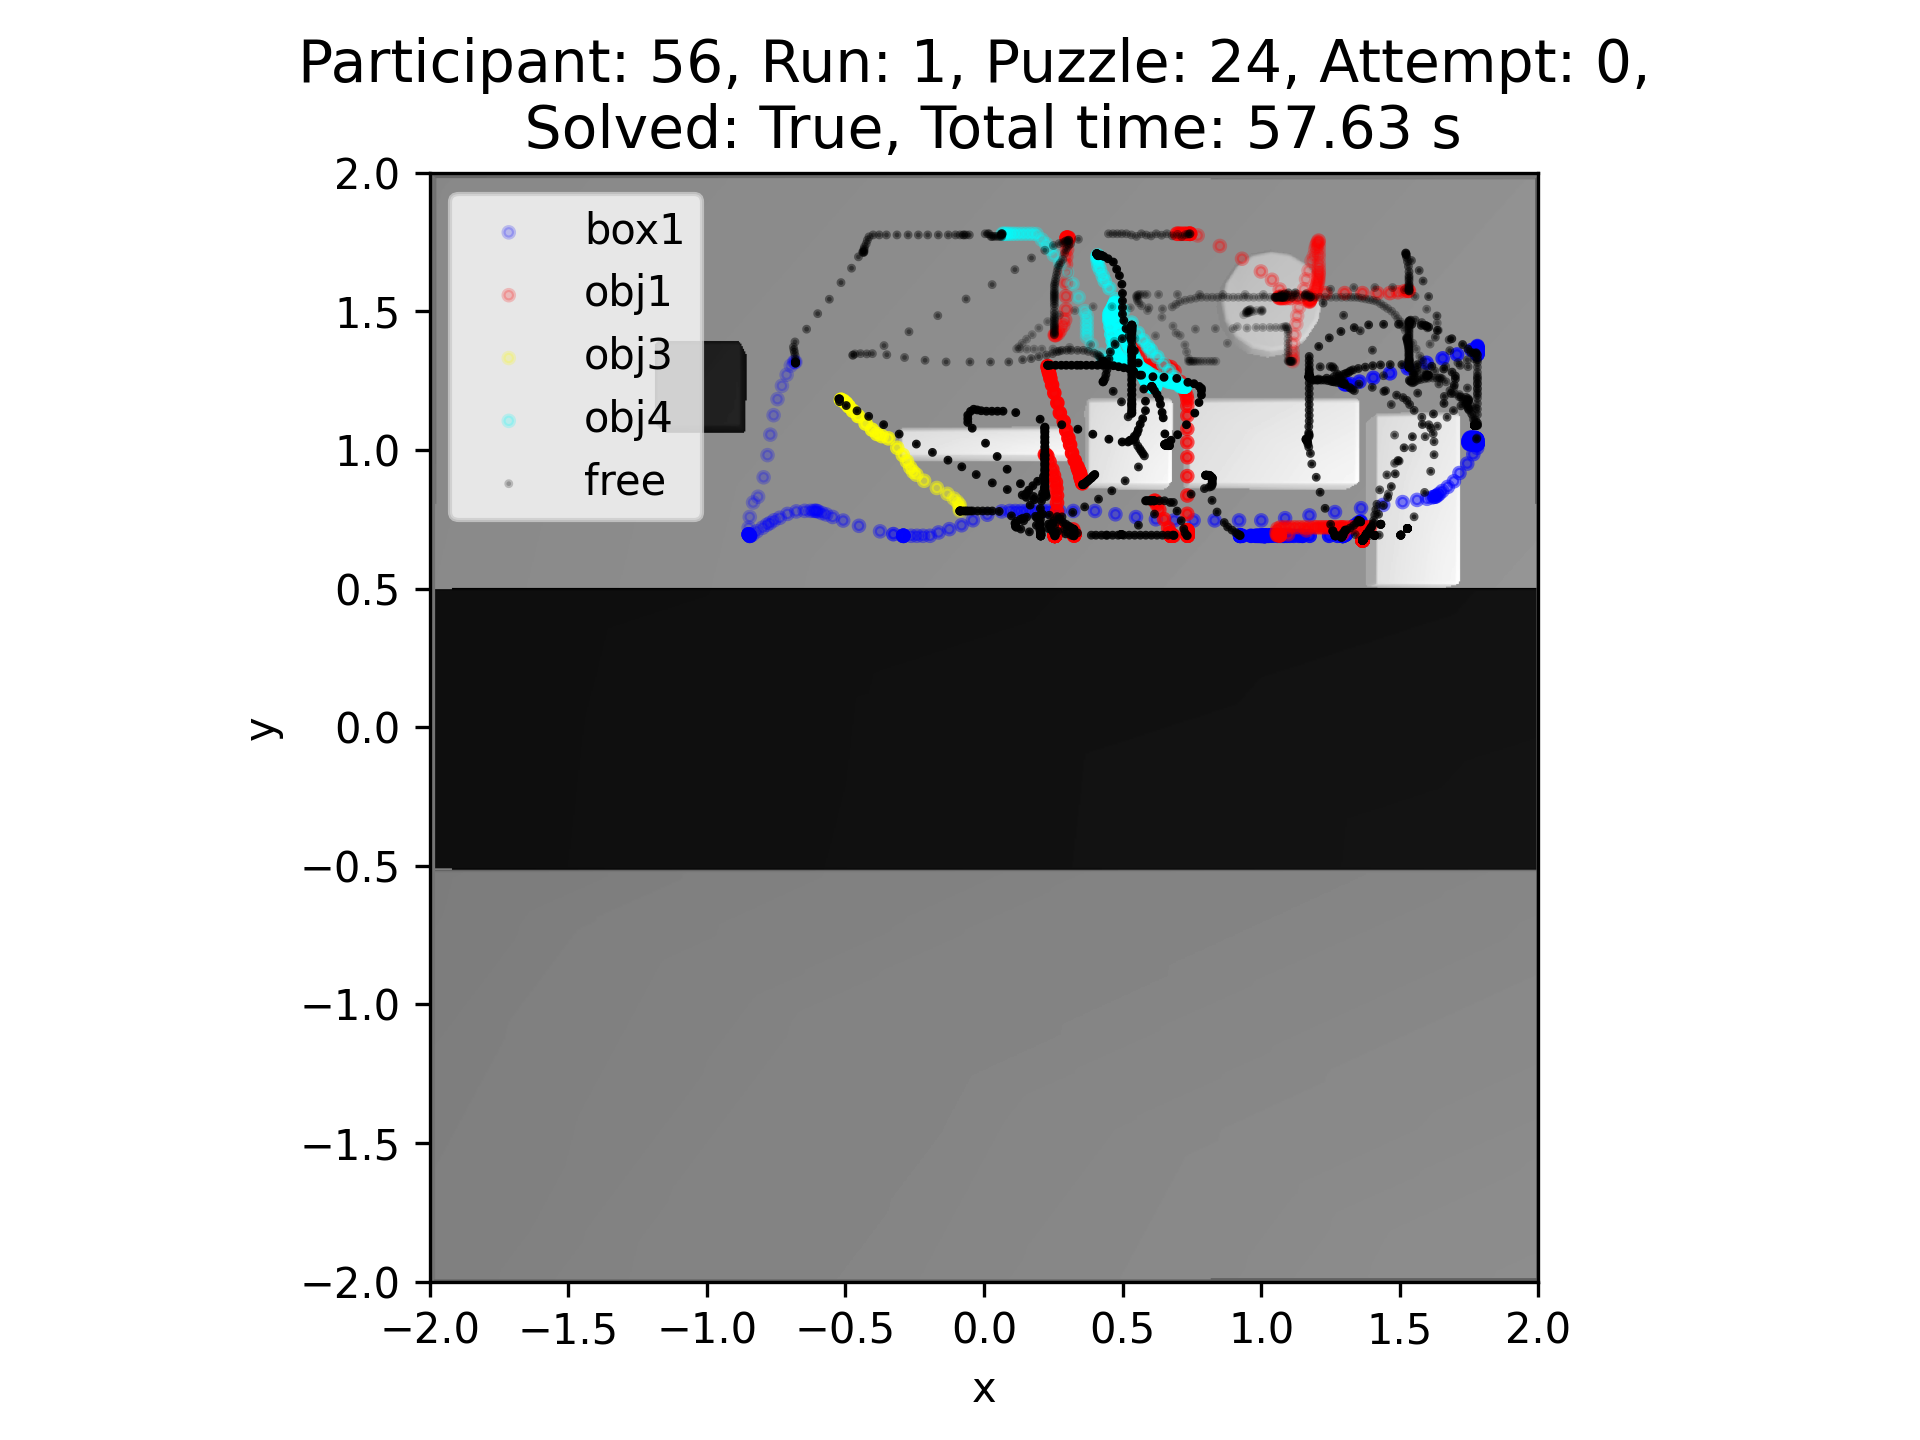 Participant: 56, Run: 1, Puzzle: 24, Attempt: 0,
Solved: True, Total time: 57.63 s
box1
obj1
obj3
obj4
free
2.0
1.5
1.0
0.5
0.0
−0.5
−1.0
−1.5
−2.0
y
−2.0 −1.5 −1.0 −0.5 0.0 0.5 1.0 1.5 2.0
x